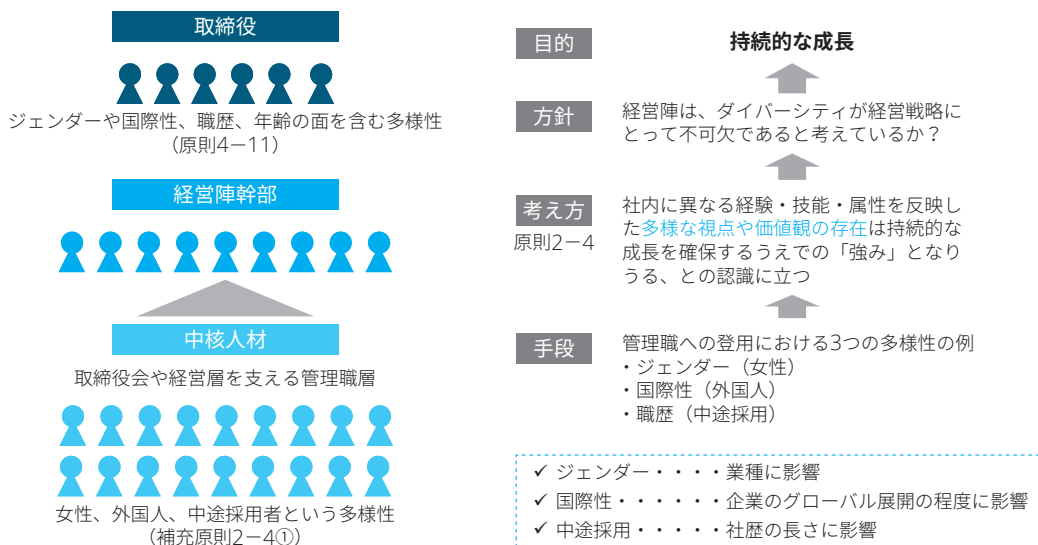 取締役
ジェンダーや国際性、職歴、年齢の面を含む多様性
（原則4－11）
経営陣幹部
中核人材
取締役会や経営層を支える管理職層
女性、外国人、中途採用者という多様性
（補充原則2－4①）
目的
持続的な成長
方針
経営陣は、ダイバーシティが経営戦略に
とって不可欠であると考えているか？
考え方
原則2－4
社内に異なる経験・技能・属性を反映し
た多様な視点や価値観の存在は持続的な
成長を確保するうえでの「強み」となり
うる、との認識に立つ
手段
管理職への登用における3つの多様性の例
・ジェンダー（女性）
・国際性（外国人）
・職歴（中途採用）
✓ ジェンダー・・・・業種に影響
✓ 国際性・・・・・・企業のグローバル展開の程度に影響
✓ 中途採用・・・・・社歴の長さに影響